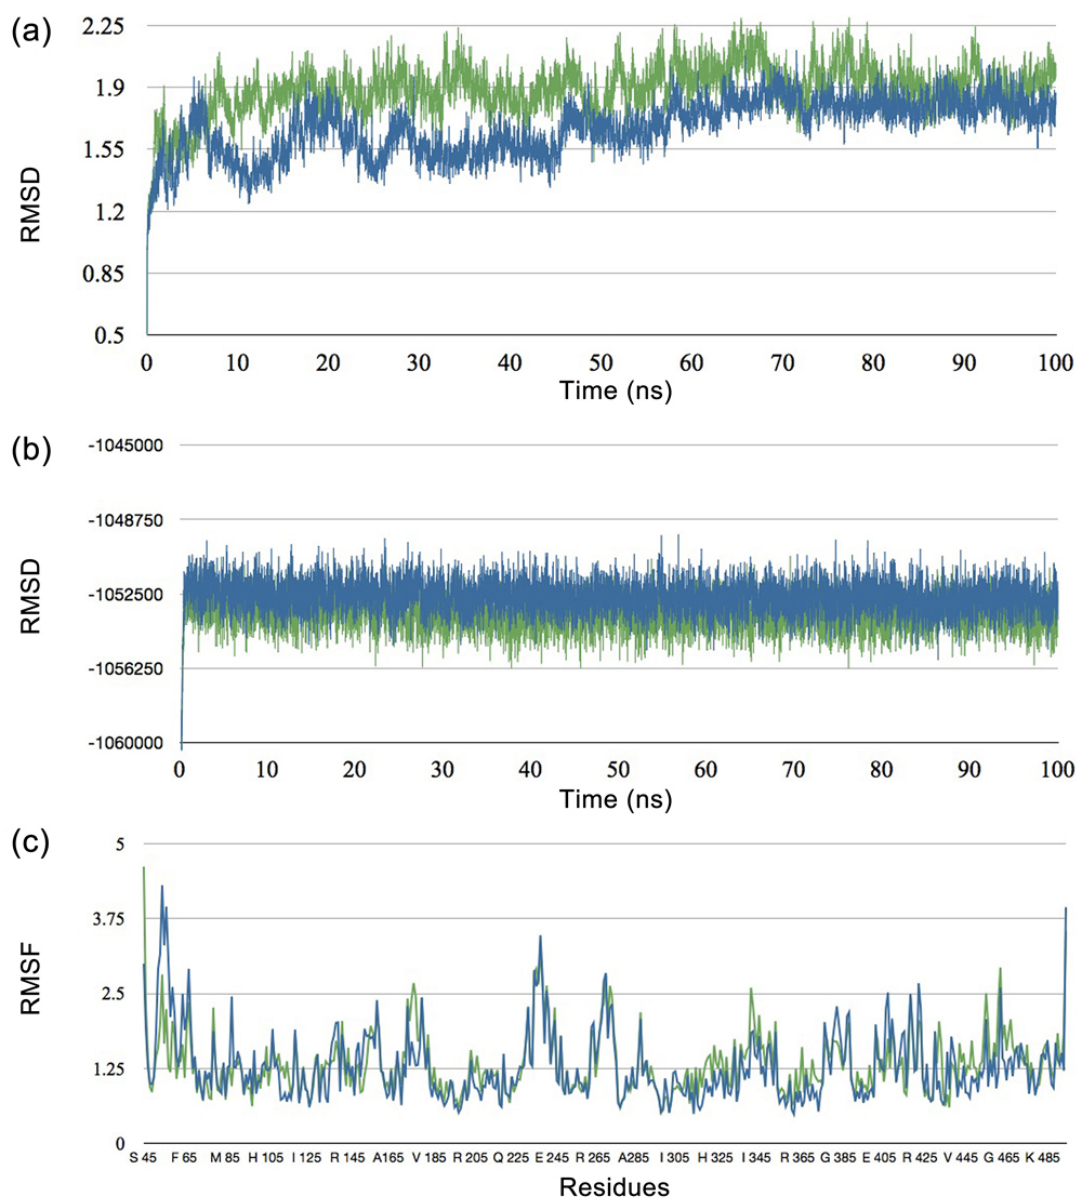 (a)
RMSD
2.25
1.9
1.55
1.2
0.85
0.5
0 10 20 30 40 50 60 70 80 90 100
Time (ns)
(b)
RMSD
-1045000
-1048750
-1052500
-1056250
-1060000
0 10 20 30 40 50 60 70 80 90 100
Time (ns)
(c)
RMSF
5
3.75
2.5
1.25
0
S 45 F 65 M 85 H 105 I 125 R 145 A165 V 185 R 205 Q 225 E 245 R 265 A285 I 305 H 325 I 345 R 365 G 385 E 405 R 425 V 445 G 465 K 485
Residues